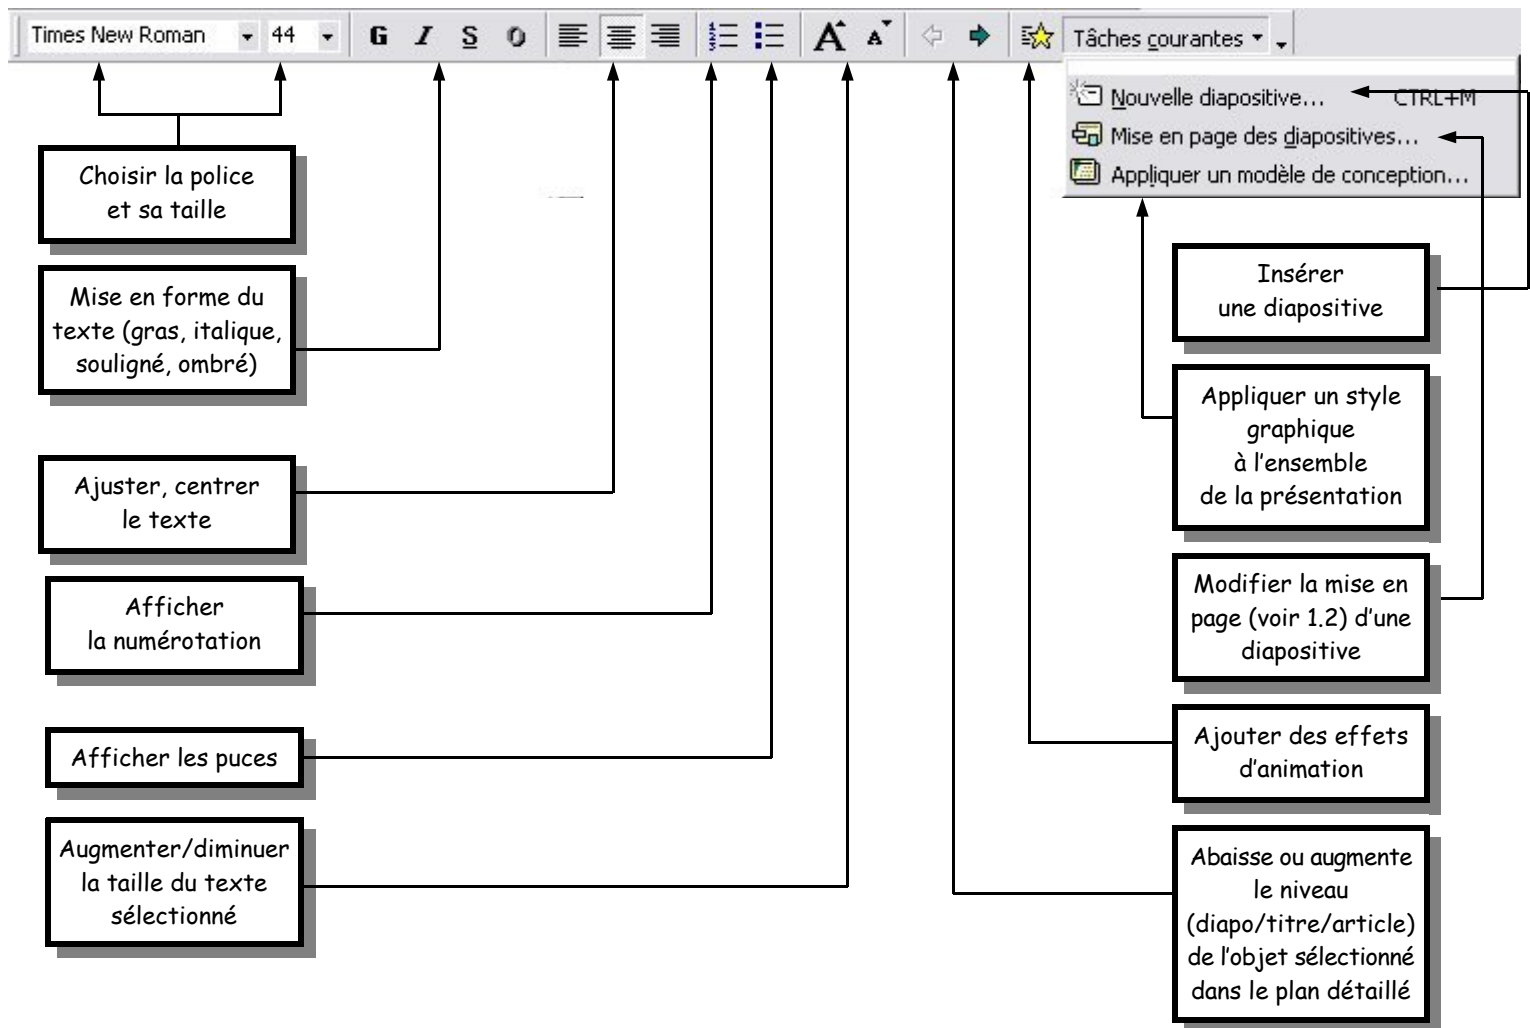 Times New Roman 44 G I S O Tâches courantes
Nouvelle diapositive... CTRL+M
Mise en page des diapositives...
Appliquer un modèle de conception...
Choisir la police
et sa taille
Mise en forme du
texte (gras, italique,
souligné, ombré)
Ajuster, centrer
le texte
Afficher
la numérotation
Afficher les puces
Augmenter/diminuer
la taille du texte
sélectionné
Insérer
une diapositive
Appliquer un style
graphique
à l'ensemble
de la présentation
Modifier la mise en
page (voir 1.2) d'une
diapositive
Ajouter des effets
d'animation
Abaisse ou augmente
le niveau
(diapo/titre/article)
de l'objet sélectionné
dans le plan détaillé